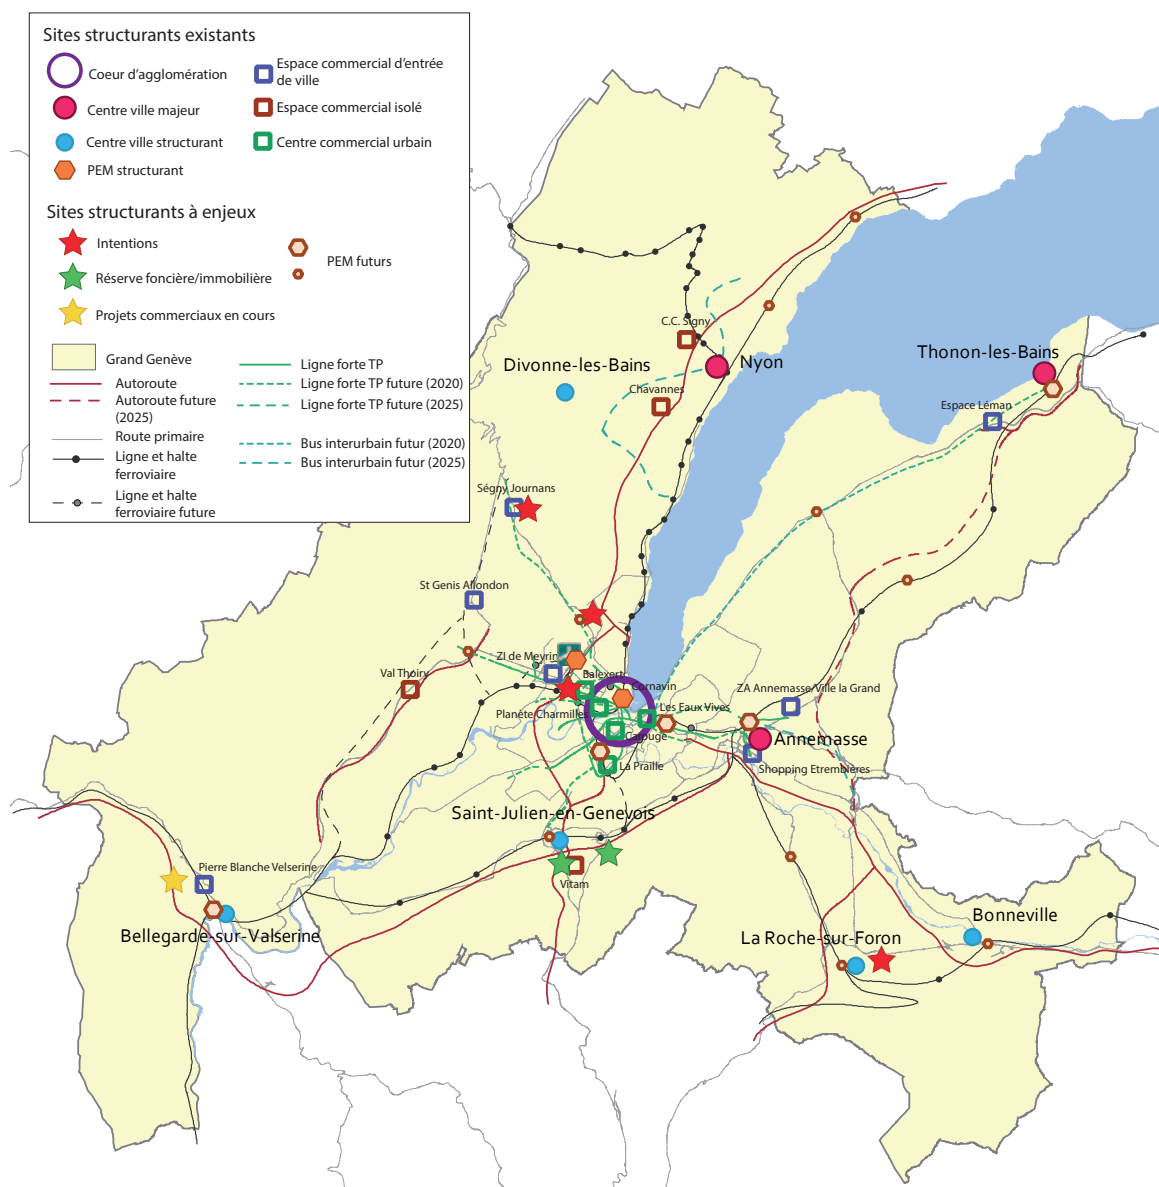 Sites structurants existants
Coeur d'agglomération
Centre ville majeur
Centre ville structurant
PEM structurant
Espace commercial d'entrée
de ville
Espace commercial isolé
Centre commercial urbain
Sites structurants à enjeux
Intentions
Réserve foncière/immobilière
Projets commerciaux en cours
PEM futurs
Grand Genève
Autoroute
Autoroute future
(2025)
Route primaire
Ligne et halte
ferroviaire
Ligne et halte
ferroviaire future
Ligne forte TP
Ligne forte TP future (2020)
Ligne forte TP future (2025)
Bus interurbain futur (2020)
Bus interurbain futur (2025)
C.C. Signy
Divonne-les-Bains
Nyon
Chavannes
Thonon-les-Bains
Espace Léman
Ségny Journans
St Genis Allondon
ZI de Meyrin
Val Thoiry
Balexert
Cornavin
ZA Annemasse/Ville la Grand
Planète Charmilles
Les Eaux Vives
Carouge
Annemasse
La Praille
Shopping Etrembières
Saint-Julien-en-Genevois
Pierre Blanche Velserine
Vitam
Bellegarde-sur-Valserine
La Roche-sur-Foron
Bonneville